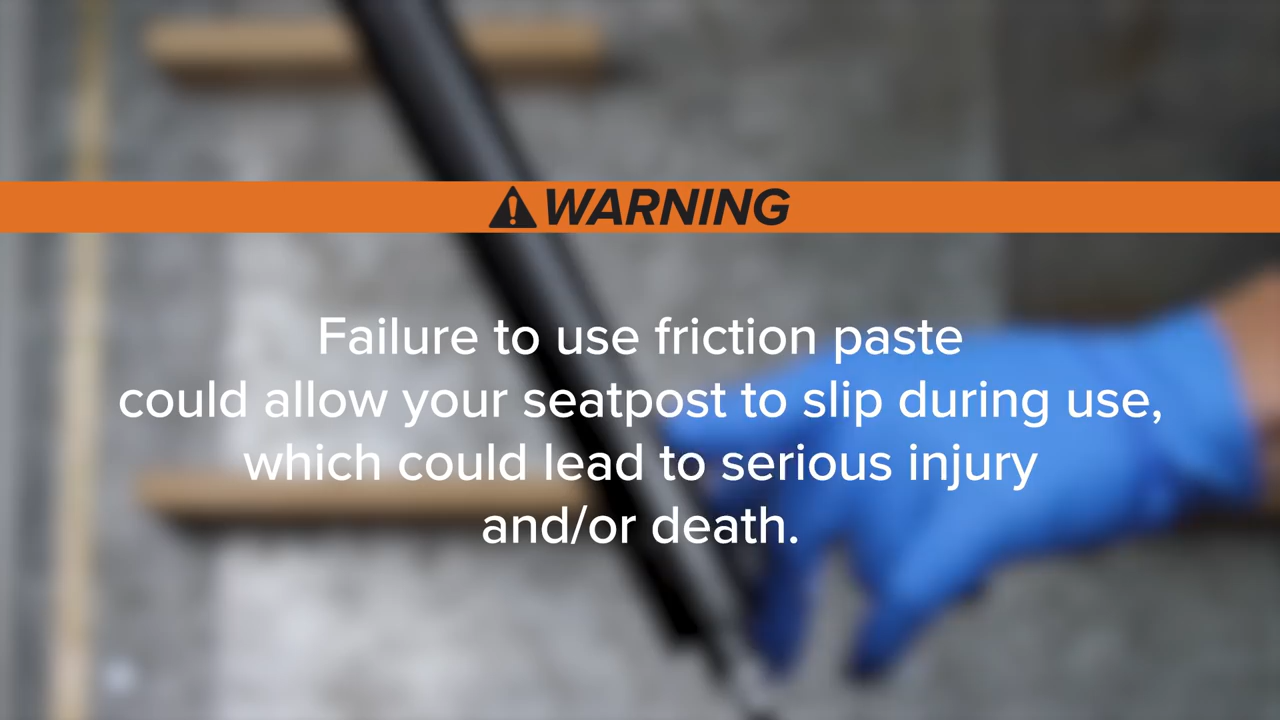 WARNING
Failure to use friction paste
could allow your seatpost to slip during use,
which could lead to serious injury
and/or death.